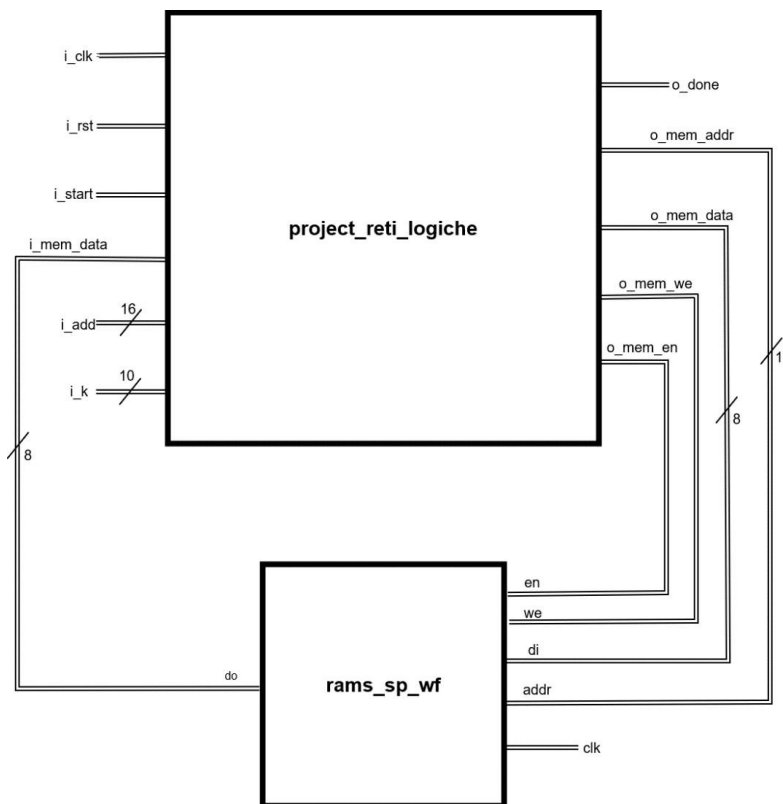 i_clk
o_done
i_rst
o_mem_addr
i_start
o_mem_data
project_reti_logiche
i_mem_data
o_mem_we
16
i_add
o_mem_en
1
10
i_k
8
8
en
we
di
do
rams_sp_wf
addr
clk